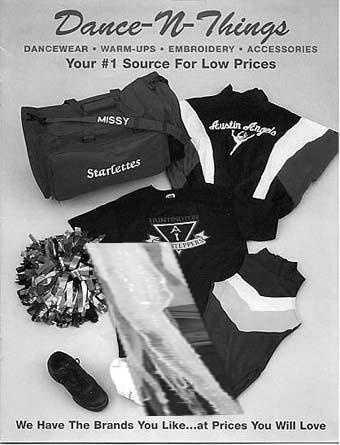 Dance-N-Things
DANCEWEAR • WARM-UPS • EMBROIDERY • ACCESSORIES
Your #1 Source For Low Prices
MISSY
Starlettes
Austin Angels
HUNTINGTON
STEPPERS
We Have The Brands You Like...at Prices You Will Love